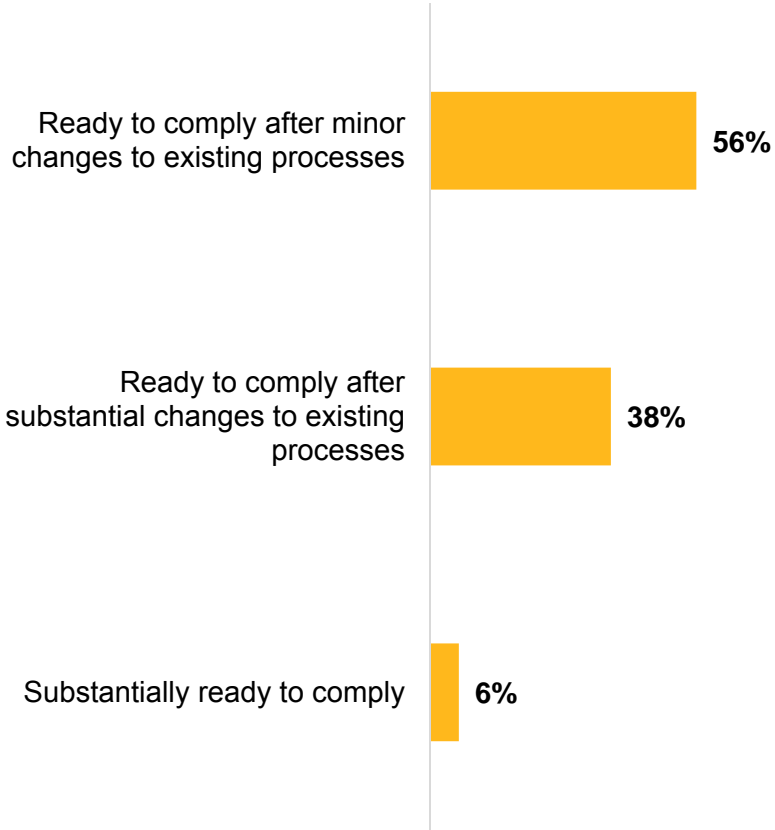 Ready to comply after minor
changes to existing processes
56%
Ready to comply after
substantial changes to existing
processes
38%
Substantially ready to comply
6%